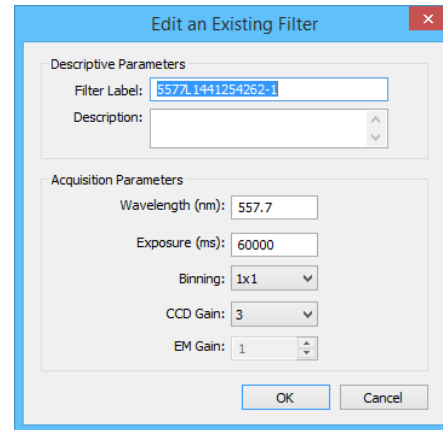 Edit an Existing Filter
Descriptive Parameters
Filter Label: 5577L1441254262-1
Description:
Acquisition Parameters
Wavelength (nm): 557.7
Exposure (ms): 60000
Binning: 1x1
CCD Gain: 3
EM Gain: 1
OK Cancel